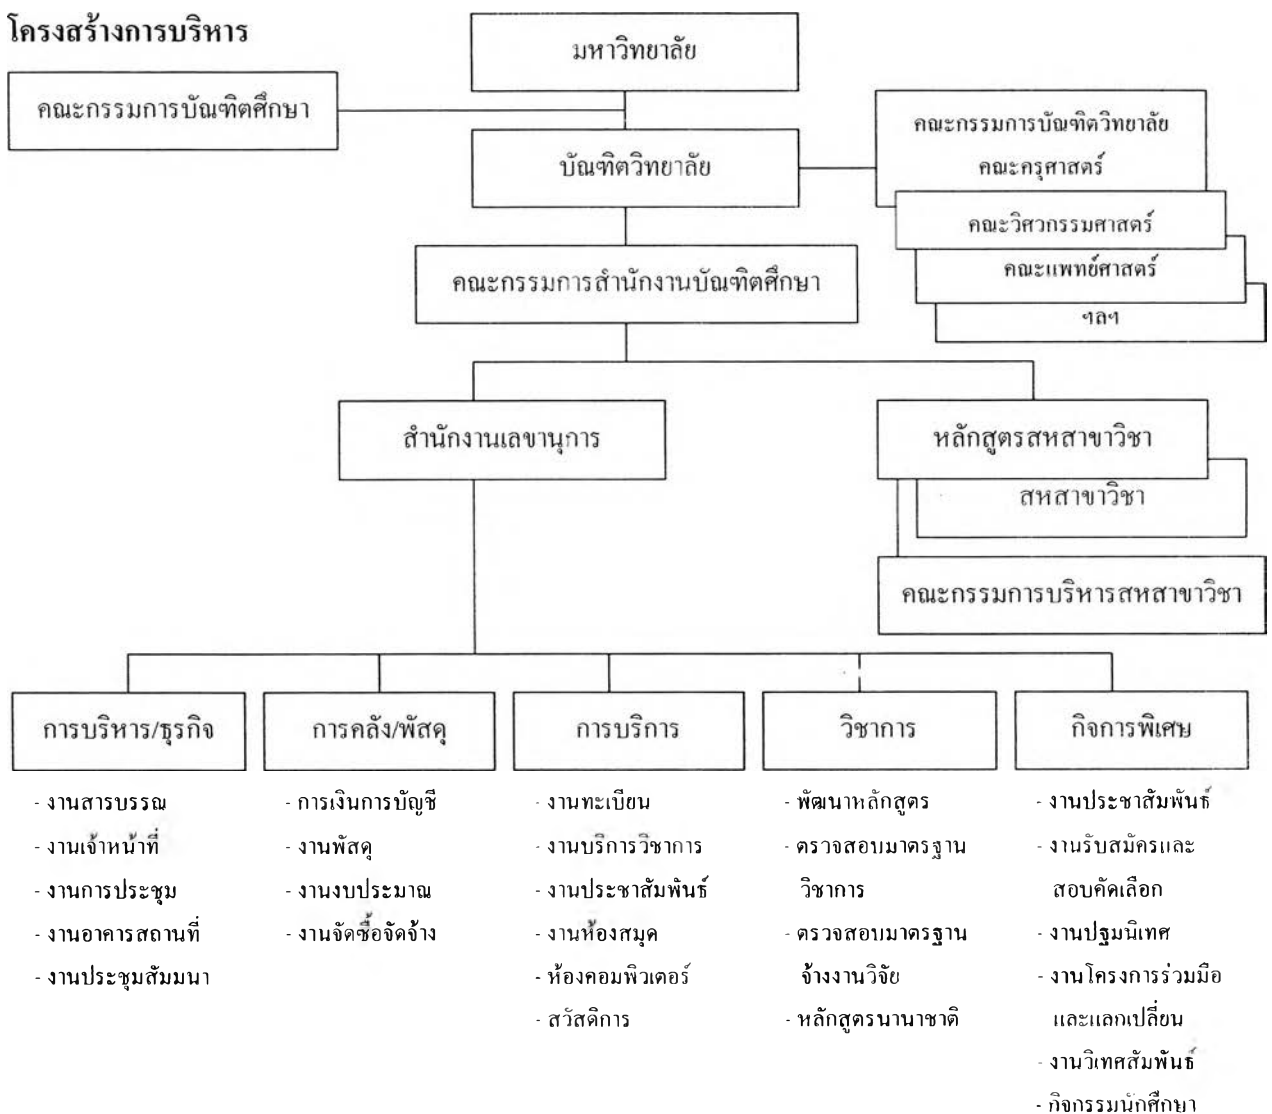 โครงสร้างการบริหาร
มหาวิทยาลัย
คณะกรรมการบัณฑิตศึกษา
บัณฑิตวิทยาลัย
คณะกรรมการบัณฑิตวิทยาลัย
คณะครุศาสตร์
คณะวิศวกรรมศาสตร์
คณะแพทย์ศาสตร์
ฯลฯ
คณะกรรมการสำนักงานบัณฑิตศึกษา
สำนักงานเลขานุการ
หลักสูตรสหสาขาวิชา
สหสาขาวิชา
คณะกรรมการบริหารสหสาขาวิชา
การบริหาร/ธุรกิจ
- งานสารบรรณ
- งานเจ้าหน้าที่
- งานการประชุม
- งานอาคารสถานที่
- งานประชุมสัมมนา
การคลัง/พัสดุ
- การเงินการบัญชี
- งานพัสดุ
- งานงบประมาณ
- งานจัดซื้อจัดจ้าง
การบริการ
- งานทะเบียน
- งานบริการวิชาการ
- งานประชาสัมพันธ์
- งานห้องสมุด
- ห้องคอมพิวเตอร์
- สวัสดิการ
วิชาการ
- พัฒนาหลักสูตร
- ตรวจสอบมาตรฐาน
วิชาการ
- ตรวจสอบมาตรฐาน
จ้างงานวิจัย
- หลักสูตรนานาชาติ
กิจการพิเศษ
- งานประชาสัมพันธ์
- งานรับสมัครและ
สอบคัดเลือก
- งานปฐมนิเทศ
- งานโครงการร่วมมือ
และแลกเปลี่ยน
- งานวิเทศสัมพันธ์
- กิจกรรมนักศึกษา